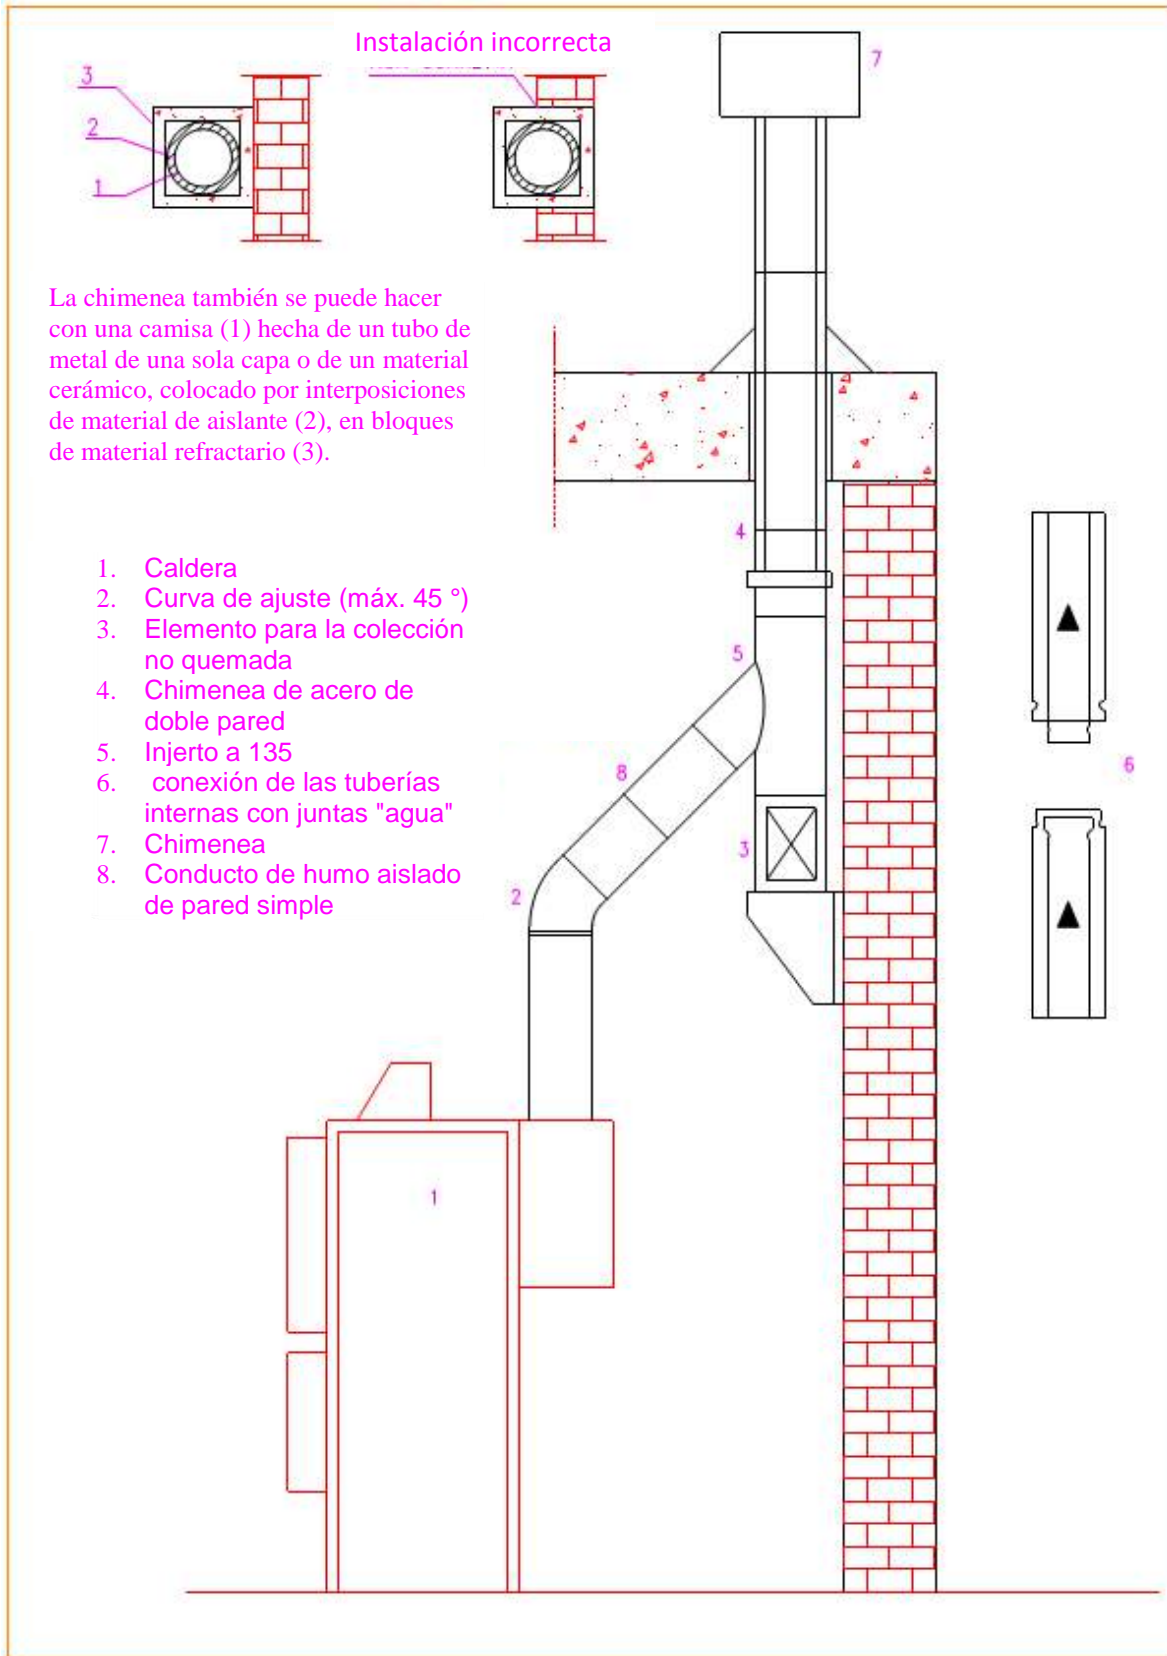 Instalación incorrecta
3
2
1
7
La chimenea también se puede hacer
con una camisa (1) hecha de un tubo de
metal de una sola capa o de un material
cerámico, colocado por interposiciones
de material de aislante (2), en bloques
de material refractario (3).
4
1. Caldera
2. Curva de ajuste (máx. 45 °)
3. Elemento para la colección
no quemada
4. Chimenea de acero de
doble pared
5. Injerto a 135
6. conexión de las tuberías
internas con juntas "agua"
7. Chimenea
8. Conducto de humo aislado
de pared simple
5
8
6
3
2
1